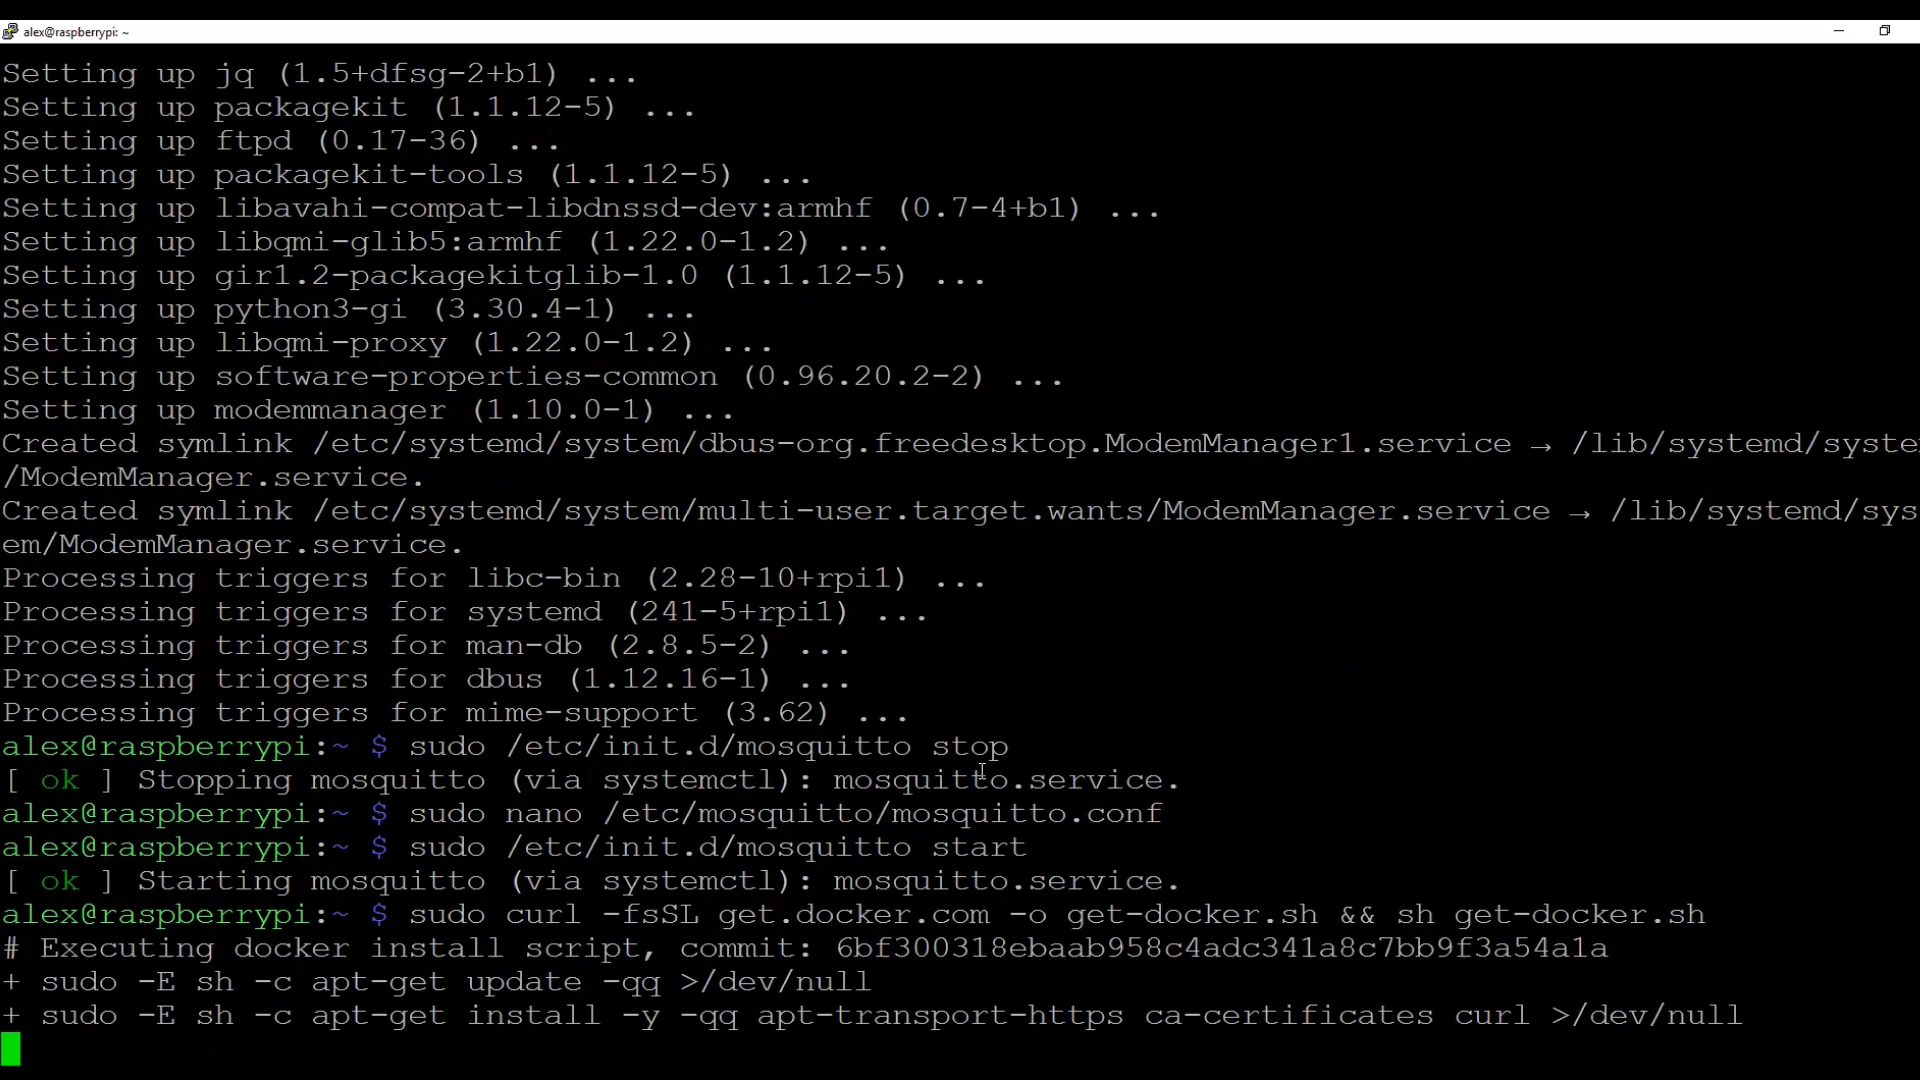 alex@raspberrypi: ~
Setting up jq (1.5+dfsg-2+b1) ...
Setting up packagekit (1.1.12-5) ...
Setting up ftpd (0.17-36) ...
Setting up packagekit-tools (1.1.12-5) ...
Setting up libavahi-compat-libdnssd-dev:armhf (0.7-4+b1) ...
Setting up libqmi-glib5:armhf (1.22.0-1.2) ...
Setting up gir1.2-packagekitglib-1.0 (1.1.12-5) ...
Setting up python3-gi (3.30.4-1) ...
Setting up libqmi-proxy (1.22.0-1.2) ...
Setting up software-properties-common (0.96.20.2-2) ...
Setting up modemmanager (1.10.0-1) ...
Created symlink /etc/systemd/system/dbus-org.freedesktop.ModemManager1.service → /lib/systemd/syste
/ModemManager.service.
Created symlink /etc/systemd/system/multi-user.target.wants/ModemManager.service → /lib/systemd/sys
em/ModemManager.service.
Processing triggers for libc-bin (2.28-10+rpi1) ...
Processing triggers for systemd (241-5+rpi1) ...
Processing triggers for man-db (2.8.5-2) ...
Processing triggers for dbus (1.12.16-1) ...
Processing triggers for mime-support (3.62) ...
alex@raspberrypi:~ $ sudo /etc/init.d/mosquitto stop
[ ok ] Stopping mosquitto (via systemctl): mosquitto.service.
alex@raspberrypi:~ $ sudo nano /etc/mosquitto/mosquitto.conf
alex@raspberrypi:~ $ sudo /etc/init.d/mosquitto start
[ ok ] Starting mosquitto (via systemctl): mosquitto.service.
alex@raspberrypi:~ $ sudo curl -fsSL get.docker.com -o get-docker.sh && sh get-docker.sh
# Executing docker install script, commit: 6bf300318ebaab958c4adc341a8c7bb9f3a54a1a
+ sudo -E sh -c apt-get update -qq >/dev/null
+ sudo -E sh -c apt-get install -y -qq apt-transport-https ca-certificates curl >/dev/null